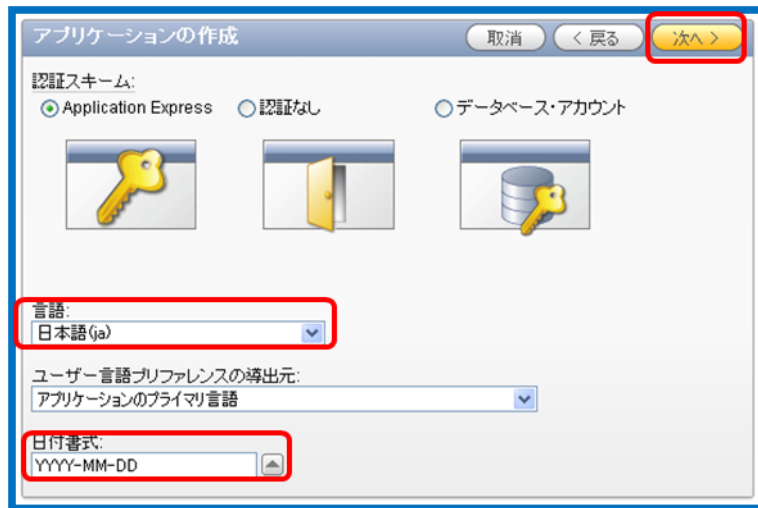 アプリケーションの作成
取消
< 戻る
次へ >
認証スキーム:
Application Express
認証なし
データベース・アカウント
言語:
日本語(ja)
ユーザー言語プリファレンスの導出元:
アプリケーションのプライマリ言語
日付書式:
YYYY-MM-DD